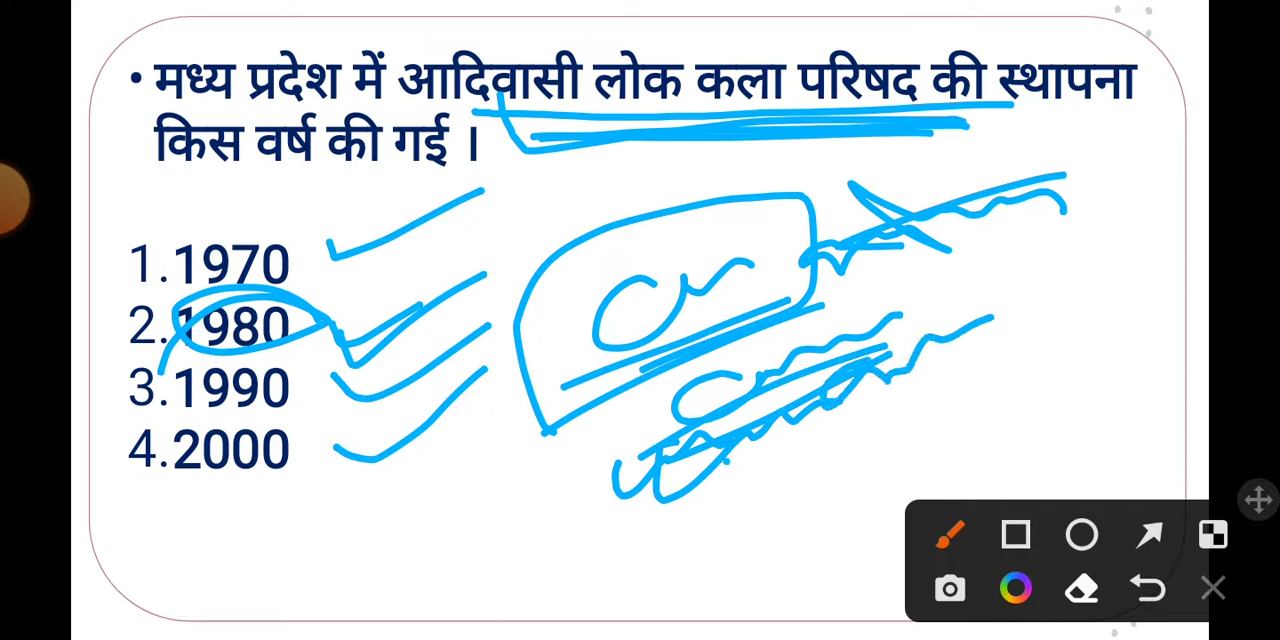 • मध्य प्रदेश में आदिवासी लोक कला परिषद की स्थापना
किस वर्ष की गई ।
1.1970
2.1980
3.1990
4.2000